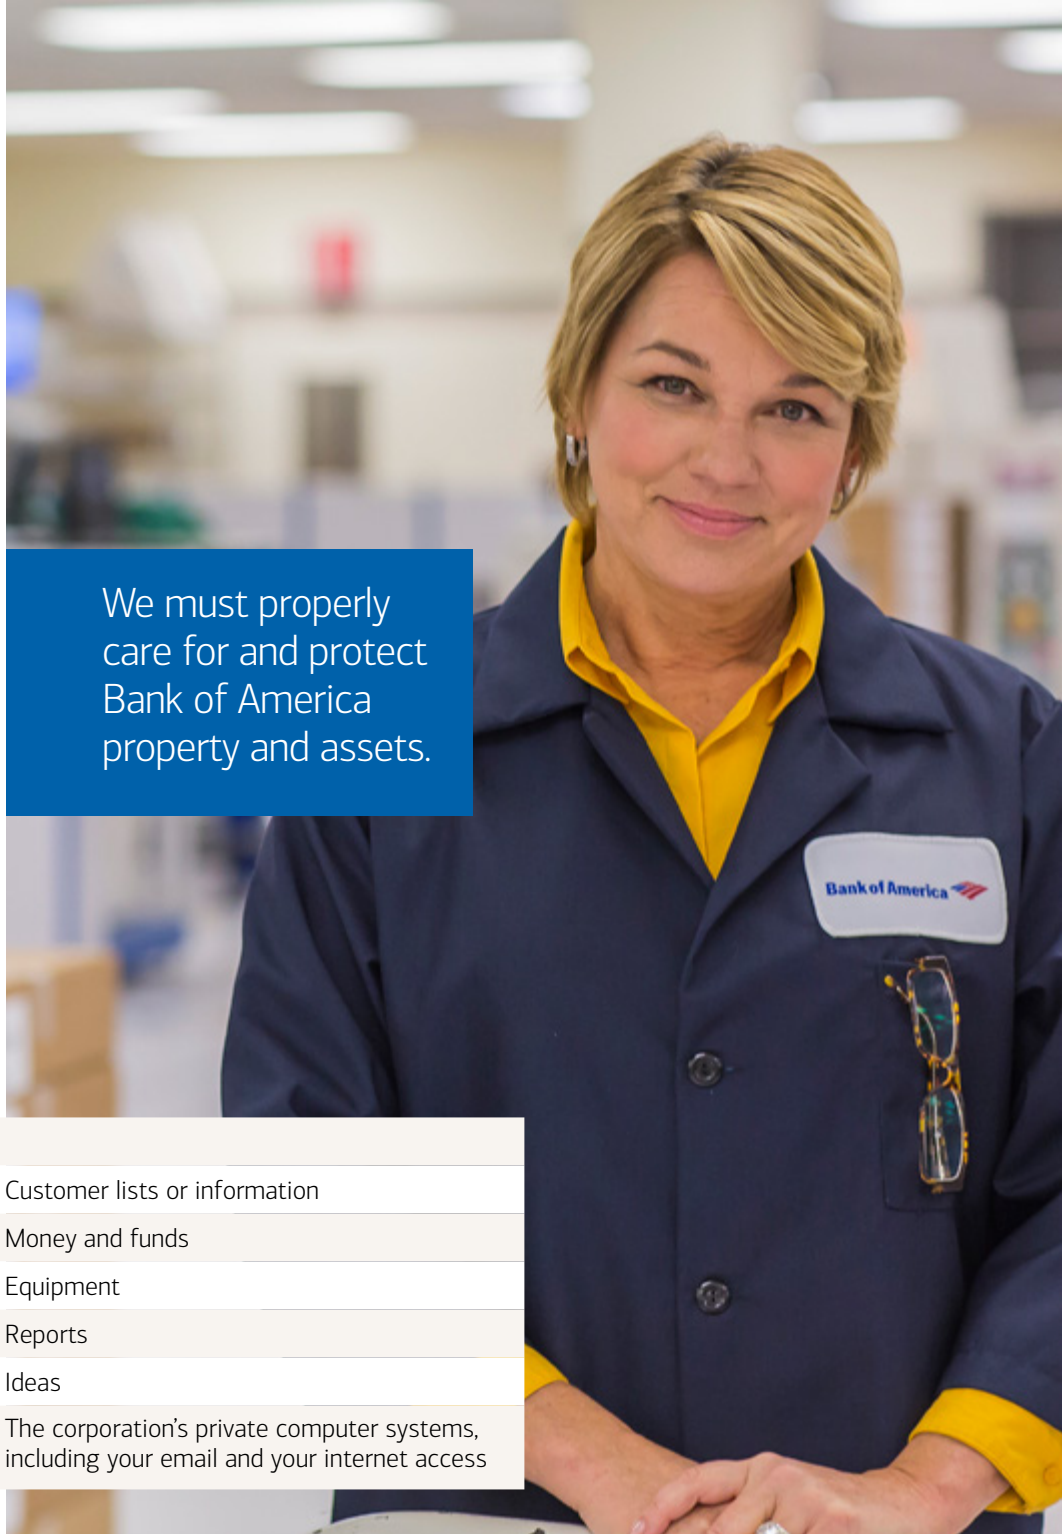 We must properly
care for and protect
Bank of America
property and assets.
Bank of America
Customer lists or information
Money and funds
Equipment
Reports
Ideas
The corporation’s private computer systems,
including your email and your internet access